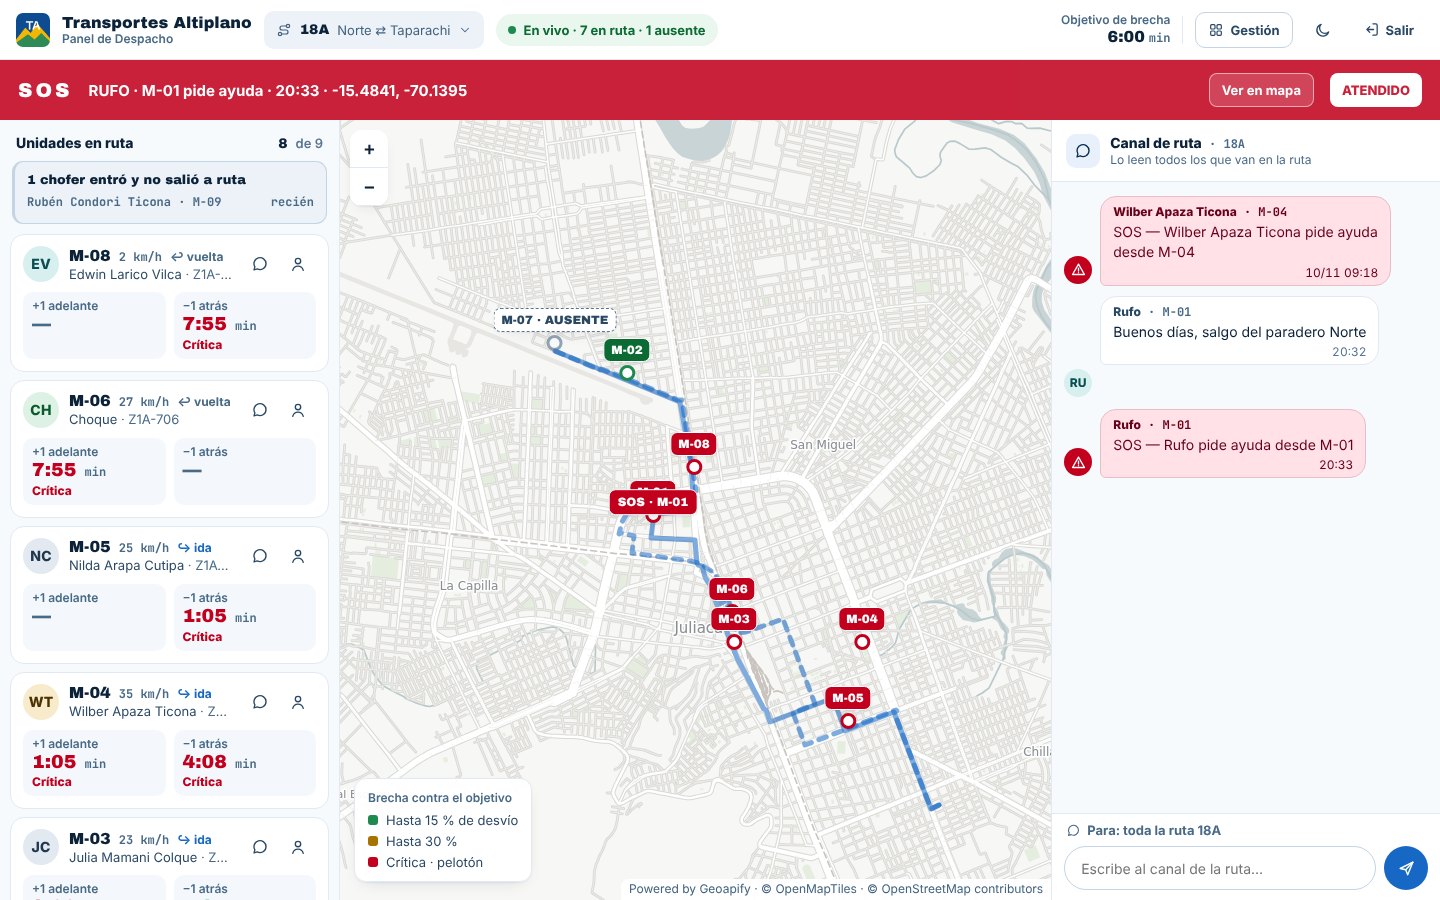 TA
Transportes Altiplano
Panel de Despacho
18A Norte ⇄ Taparachi
En vivo · 7 en ruta · 1 ausente
Objetivo de brecha
6:00 min
Gestión
Salir
SOS RUFO · M-01 pide ayuda · 20:33 · -15.4841, -70.1395
Ver en mapa
ATENDIDO
Unidades en ruta 8 de 9
1 chofer entró y no salió a ruta
Rubén Condori Ticona · M-09 recién
EV
M-08 2 km/h ↩ vuelta
Edwin Larico Vilca · Z1A-...
+1 adelante
—
−1 atrás
7:55 min
Crítica
CH
M-06 27 km/h ↩ vuelta
Choque · Z1A-706
+1 adelante
7:55 min
Crítica
−1 atrás
—
NC
M-05 25 km/h ↪ ida
Nilda Arapa Cutipa · Z1A...
+1 adelante
—
−1 atrás
1:05 min
Crítica
WT
M-04 35 km/h ↪ ida
Wilber Apaza Ticona · Z...
+1 adelante
1:05 min
Crítica
−1 atrás
4:08 min
Crítica
JC
M-03 23 km/h ↪ ida
Julia Mamani Colque · Z...
+1 adelante
−1 atrás
+
−
M-07 · AUSENTE
M-02
M-08
San Miguel
SOS · M-01
La Capilla
M-06
M-03
M-04
M-05
Brecha contra el objetivo
Hasta 15 % de desvío
Hasta 30 %
Crítica · pelotón
Powered by Geoapify · © OpenMapTiles · © OpenStreetMap contributors
Canal de ruta · 18A
Lo leen todos los que van en la ruta
Wilber Apaza Ticona · M-04
SOS — Wilber Apaza Ticona pide ayuda
desde M-04
10/11 09:18
Rufo · M-01
Buenos días, salgo del paradero Norte
20:32
RU
Rufo · M-01
SOS — Rufo pide ayuda desde M-01
20:33
Para: toda la ruta 18A
Escribe al canal de la ruta...